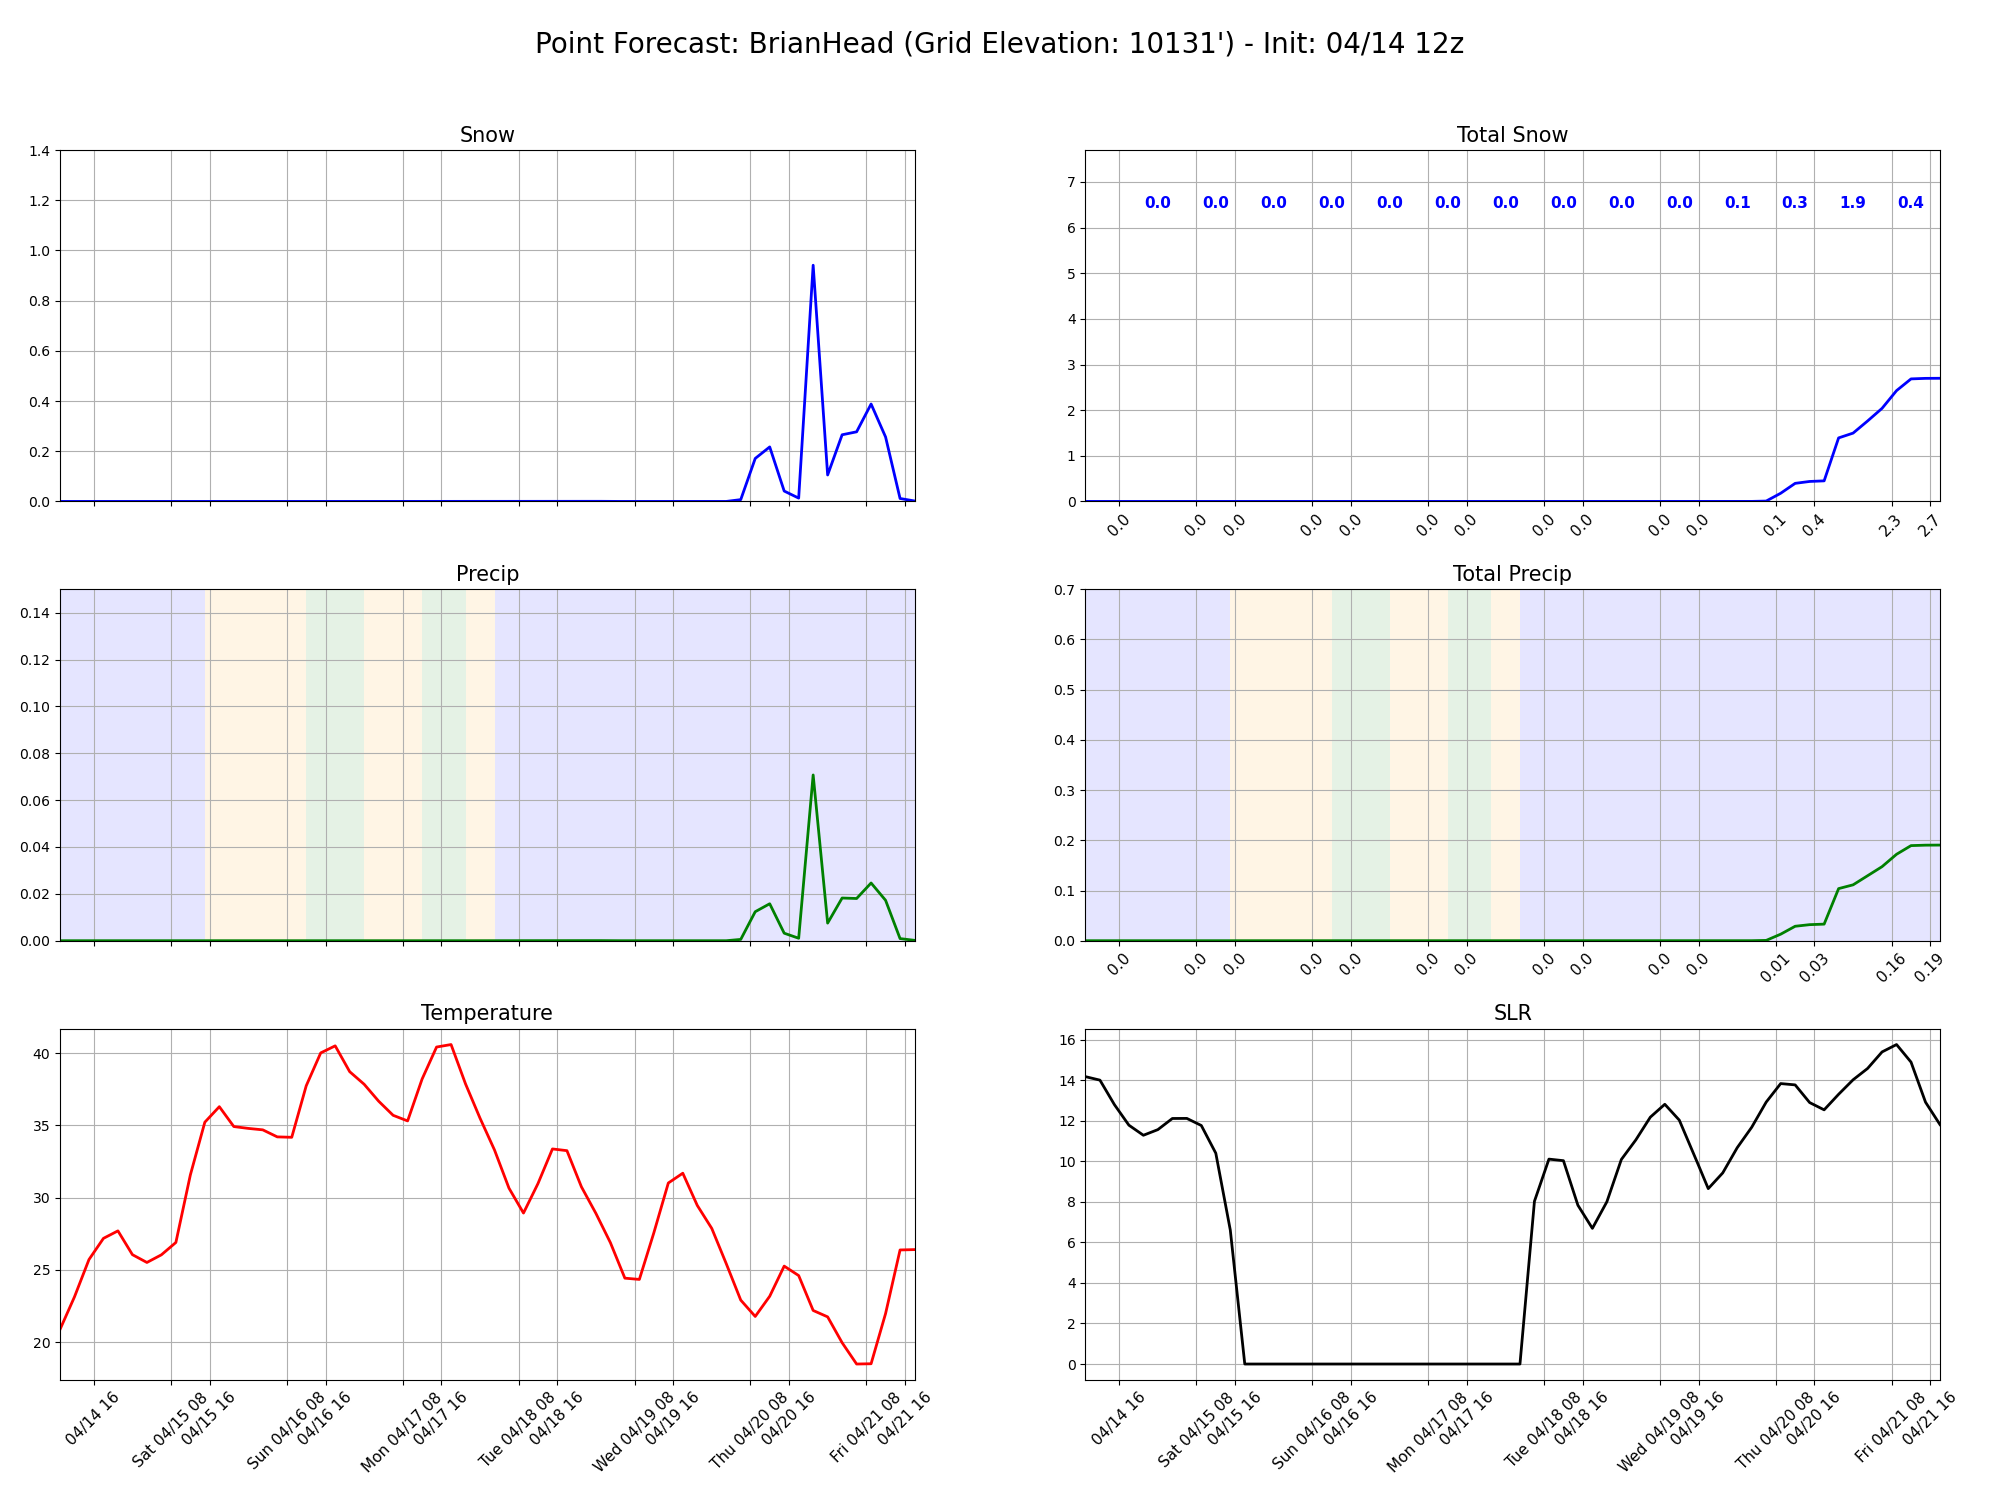 Point Forecast: BrianHead (Grid Elevation: 10131') - Init: 04/14 12z
Snow
1.4
1.2
1.0
0.8
0.6
0.4
0.2
0.0
Total Snow
7
6
5
4
3
2
1
0
0.0 0.0 0.0 0.0 0.0 0.0 0.0 0.0 0.0 0.0 0.1 0.3 1.9 0.4
0.0 0.0 0.0 0.0 0.0 0.0 0.0 0.0 0.0 0.0 0.0 0.1 0.4 2.3 2.7
Precip
0.14
0.12
0.10
0.08
0.06
0.04
0.02
0.00
Total Precip
0.7
0.6
0.5
0.4
0.3
0.2
0.1
0.0
0.0 0.0 0.0 0.0 0.0 0.0 0.0 0.0 0.0 0.0 0.0 0.01 0.03 0.16 0.19
Temperature
40
35
30
25
20
04/14 16
Sat 04/15 08
04/15 16
Sun 04/16 08
04/16 16
Mon 04/17 08
04/17 16
Tue 04/18 08
04/18 16
Wed 04/19 08
04/19 16
Thu 04/20 08
04/20 16
Fri 04/21 08
04/21 16
SLR
16
14
12
10
8
6
4
2
0
04/14 16
Sat 04/15 08
04/15 16
Sun 04/16 08
04/16 16
Mon 04/17 08
04/17 16
Tue 04/18 08
04/18 16
Wed 04/19 08
04/19 16
Thu 04/20 08
04/20 16
Fri 04/21 08
04/21 16